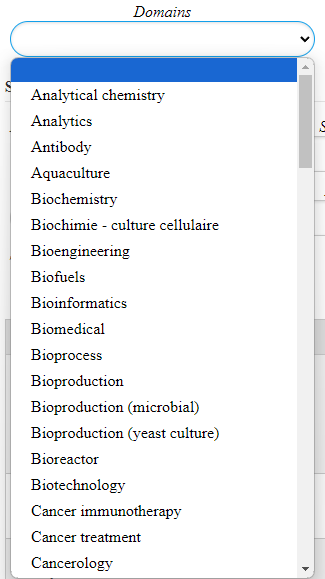 Domains
Analytical chemistry
Analytics
Antibody
Aquaculture
Biochemistry
Biochimie - culture cellulaire
Bioengineering
Biofuels
Bioinformatics
Biomedical
Bioprocess
Bioproduction
Bioproduction (microbial)
Bioproduction (yeast culture)
Bioreactor
Biotechnology
Cancer immunotherapy
Cancer treatment
Cancerology